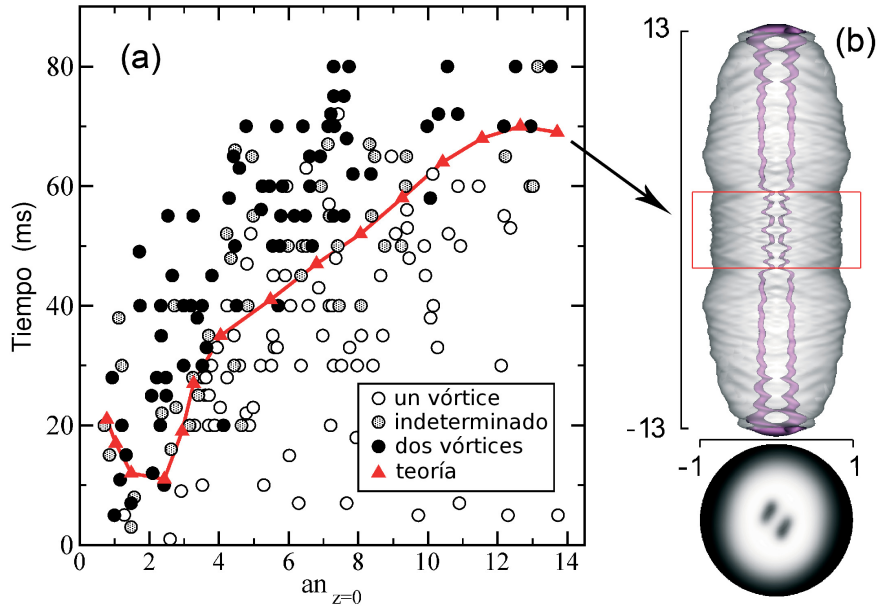 (a)
(b)
80
60
40
20
0
Tiempo (ms)
0 2 4 6 8 10 12 14
an z=0
un vórtice
indeterminado
dos vórtices
teoría
13
-13
-1 1